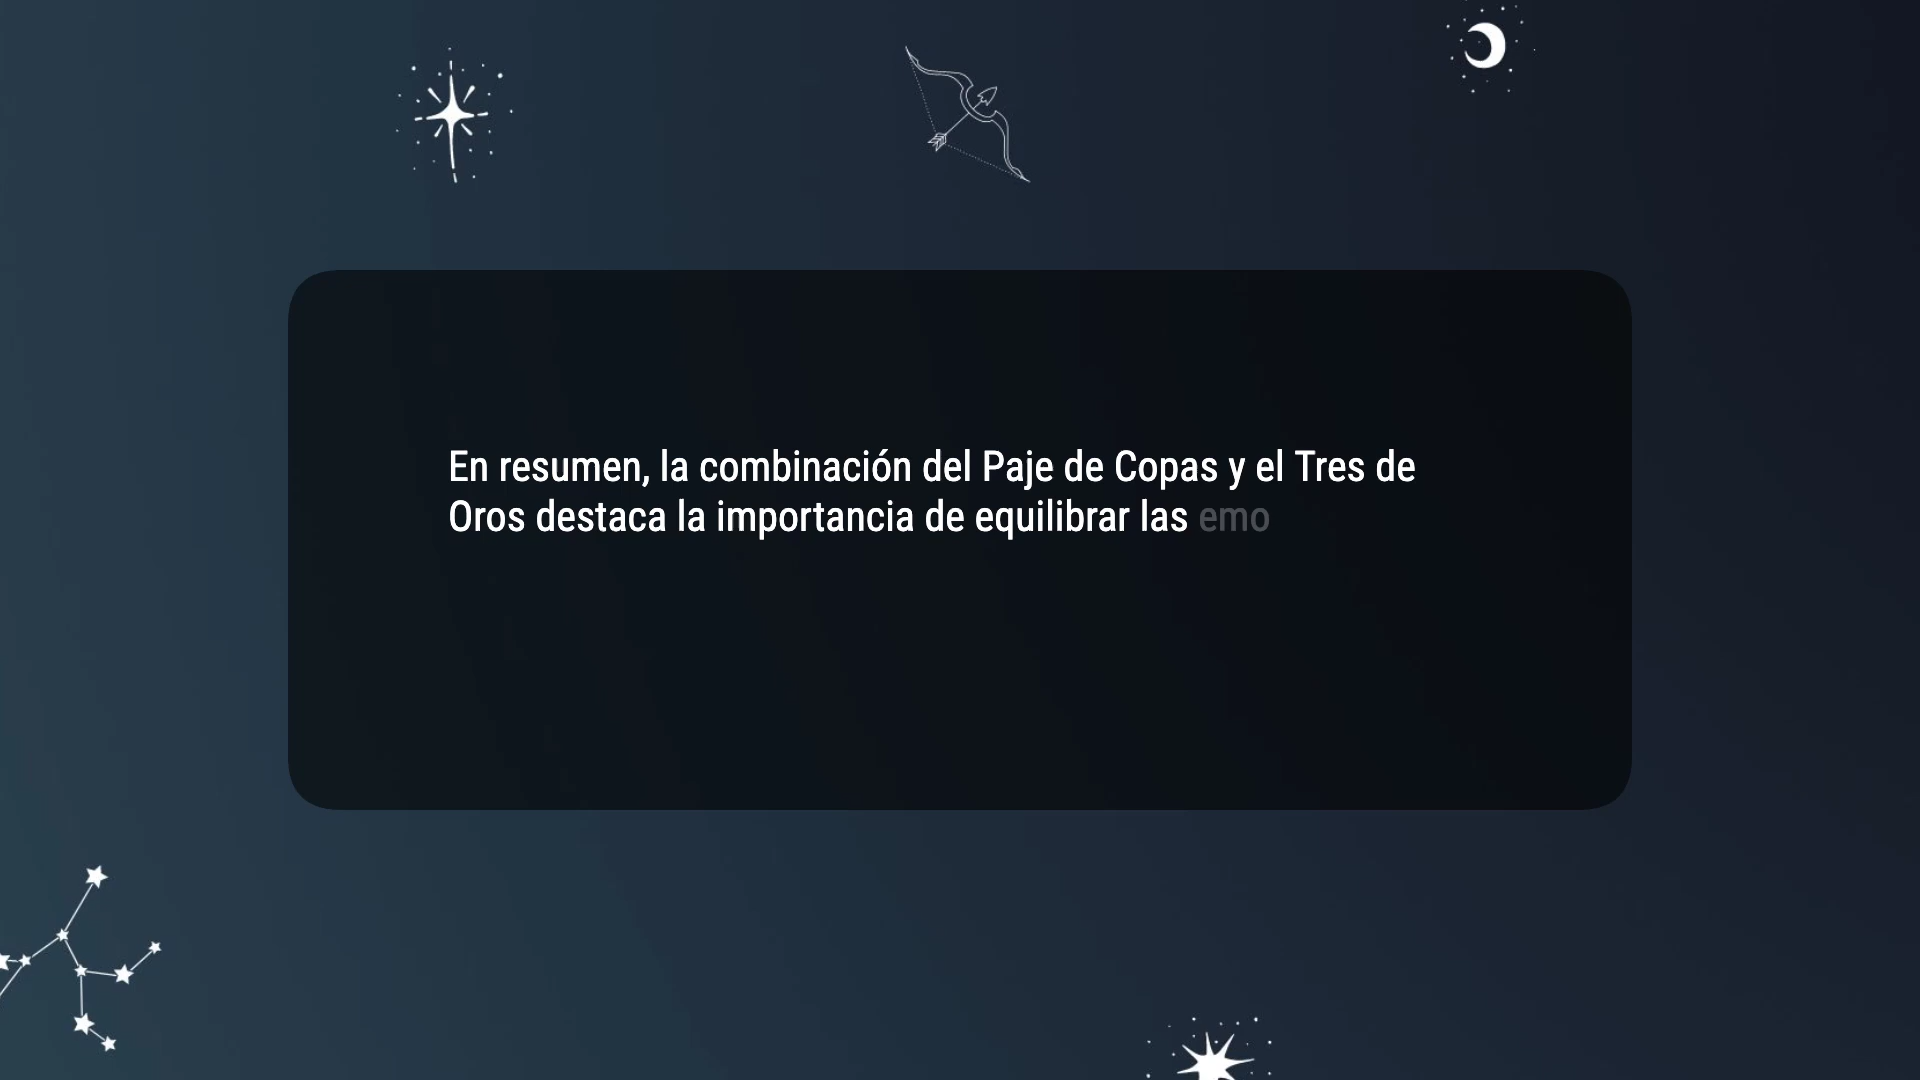 En resumen, la combinación del Paje de Copas y el Tres de
Oros destaca la importancia de equilibrar las emo